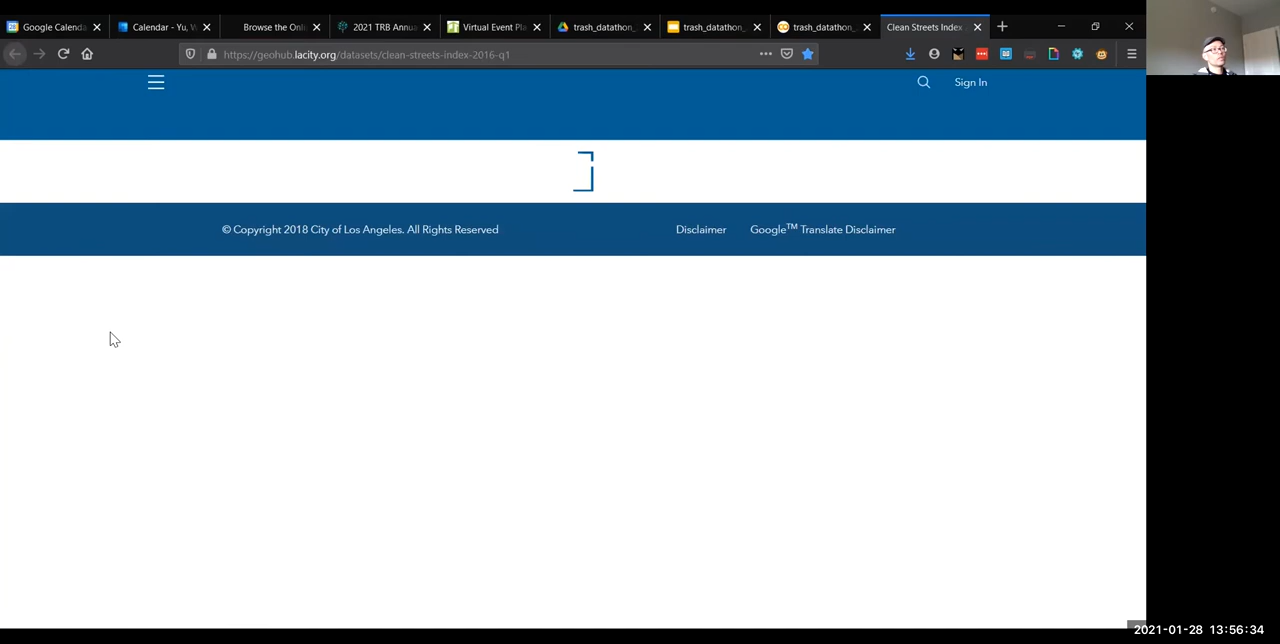 Google Calenda
Calendar - Yu, W
Browse the Onli
2021 TRB Annua
Virtual Event Pla
trash_datathon_
trash_datathon_
trash_datathon_
Clean Streets Index
https://geohub.lacity.org/datasets/clean-streets-index-2016-q1
Sign In
© Copyright 2018 City of Los Angeles. All Rights Reserved
Disclaimer
Google™ Translate Disclaimer
2021-01-28 13:56:34